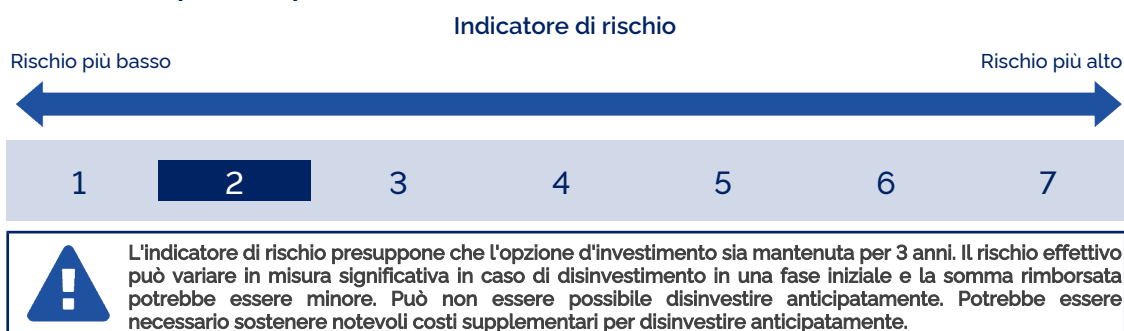 Indicatore di rischio
Rischio più basso Rischio più alto
1 2 3 4 5 6 7
L'indicatore di rischio presuppone che l'opzione d'investimento sia mantenuta per 3 anni. Il rischio effettivo
può variare in misura significativa in caso di disinvestimento in una fase iniziale e la somma rimborsata
potrebbe essere minore. Può non essere possibile disinvestire anticipatamente. Potrebbe essere
necessario sostenere notevoli costi supplementari per disinvestire anticipatamente.